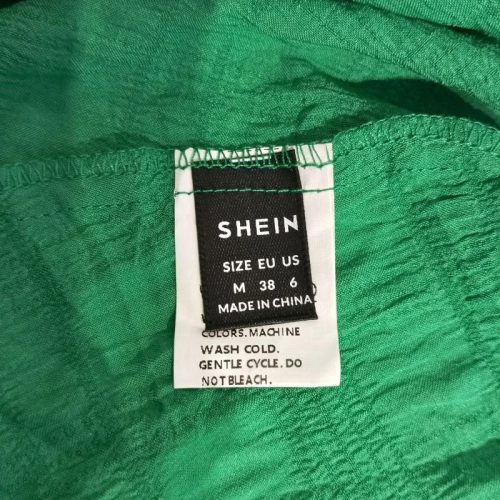 SHEIN
SIZE EU US
M 38 6
MADE IN CHINA
COLORS. MACHINE
WASH COLD.
GENTLE CYCLE. DO
NOT BLEACH.